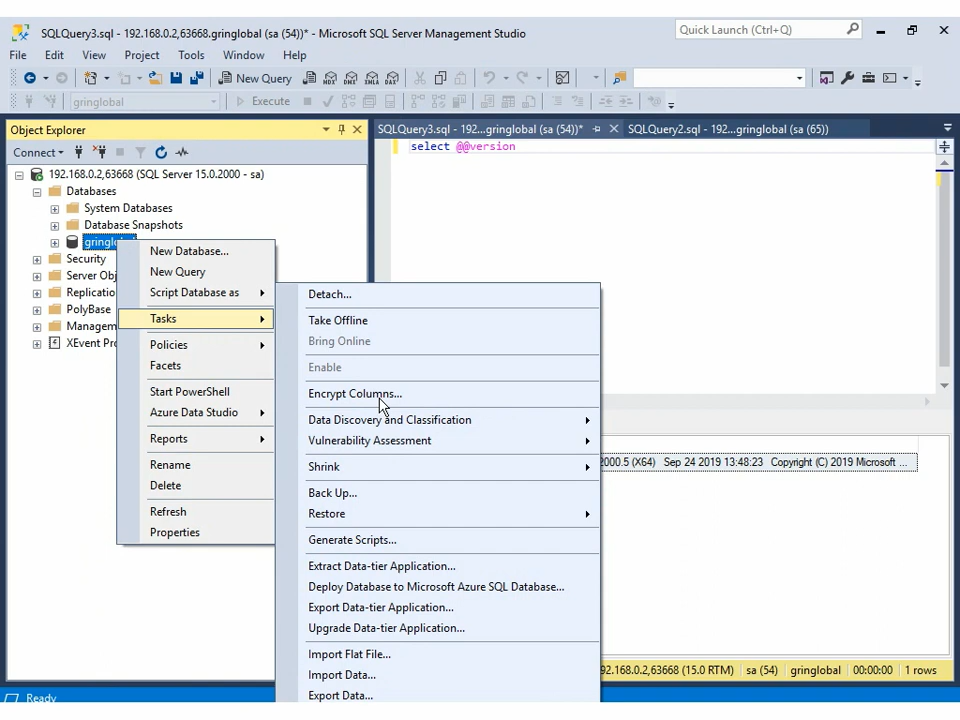 SQLQuery3.sql - 192.168.0.2,63668.gringlobal (sa (54))* - Microsoft SQL Server Management Studio
Quick Launch (Ctrl+Q)
File Edit View Project Tools Window Help
New Query MDX DMX XMLA DAX
gringlobal Execute
Object Explorer
SQLQuery3.sql - 192...gringlobal (sa (54))*
SQLQuery2.sql - 192...gringlobal (sa (65))
Connect
select @@version
192.168.0.2,63668 (SQL Server 15.0.2000 - sa)
Databases
System Databases
Database Snapshots
gringl
Security
Server Obj
Replicatio
PolyBase
Managem
XEvent Pr
New Database...
New Query
Script Database as
Tasks
Policies
Facets
Start PowerShell
Azure Data Studio
Reports
Rename
Delete
Refresh
Properties
Detach...
Take Offline
Bring Online
Enable
Encrypt Columns...
Data Discovery and Classification
Vulnerability Assessment
Shrink
Back Up...
Restore
Generate Scripts...
Extract Data-tier Application...
Deploy Database to Microsoft Azure SQL Database...
Export Data-tier Application...
Upgrade Data-tier Application...
Import Flat File...
Import Data...
Export Data...
2000.5 (X64) Sep 24 2019 13:48:23 Copyright (C) 2019 Microsoft ...
92.168.0.2,63668 (15.0 RTM) sa (54) gringlobal 00:00:00 1 rows
Ready